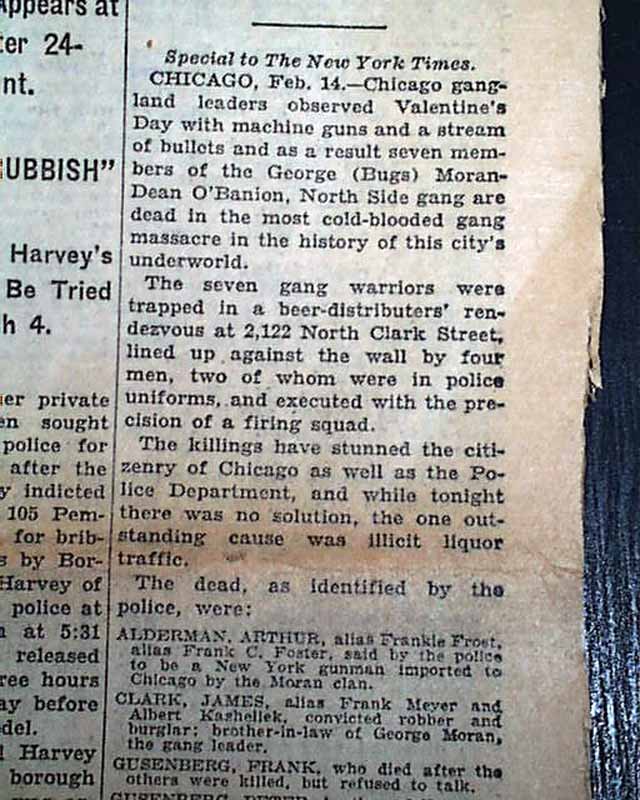 Appears at
ter 24-
nt.
UBBISH"
Harvey's
Be Tried
h 4.
er private
en sought
police for
after the
y indicted
105 Pem-
for brib-
s by Bor-
Harvey of
police at
at 5:31
released
ree hours
ay before
odel.
Harvey
borough
Special to The New York Times.
CHICAGO, Feb. 14.—Chicago gang-
land leaders observed Valentine's
Day with machine guns and a stream
of bullets and as a result seven mem-
bers of the George (Bugs) Moran-
Dean O'Banion, North Side gang are
dead in the most cold-blooded gang
massacre in the history of this city's
underworld.
The seven gang warriors were
trapped in a beer-distributers' ren-
dezvous at 2,122 North Clark Street,
lined up against the wall by four
men, two of whom were in police
uniforms, and executed with the pre-
cision of a firing squad.
The killings have stunned the citi-
zenry of Chicago as well as the Po-
lice Department, and while tonight
there was no solution, the one out-
standing cause was illicit liquor
traffic.
The dead, as identified by the
police, were:
ALDERMAN, ARTHUR, alias Frankie Frost,
alias Frank C. Foster, said by the police
to be a New York gunman imported to
Chicago by the Moran clan.
CLARK, JAMES, alias Frank Meyer and
Albert Kashellek, convicted robber and
burglar; brother-in-law of George Moran,
the gang leader.
GUSENBERG, FRANK, who died after the
others were killed, but refused to talk.